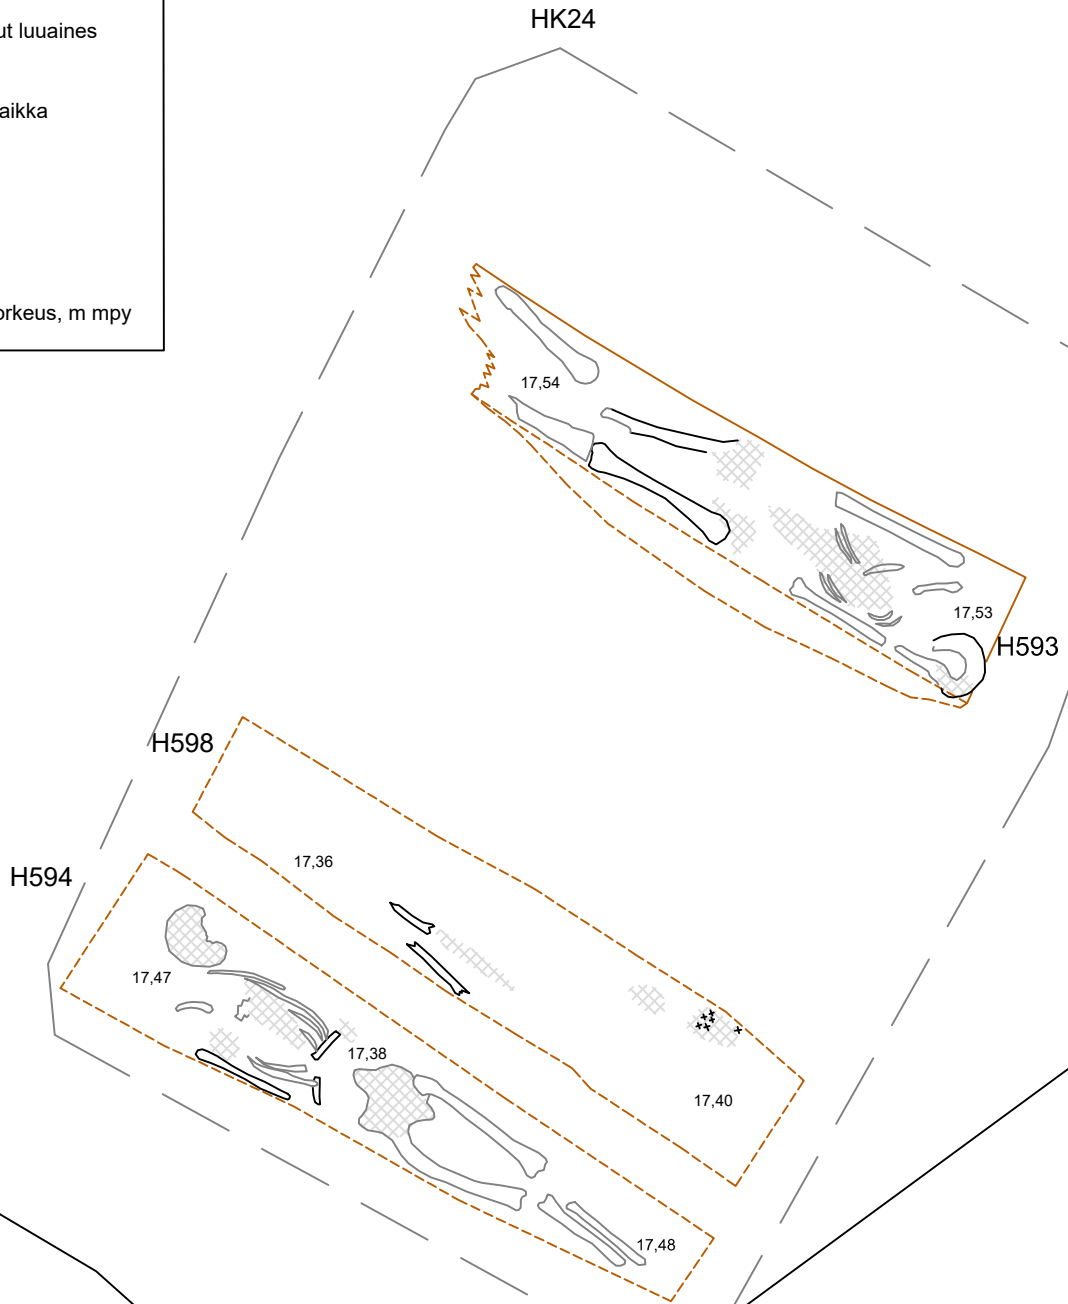 HK24
ut luuaines
aikka
orkeus, m mpy
17,54
17,53
H593
H598
17,36
H594
17,47
17,38
17,40
17,48